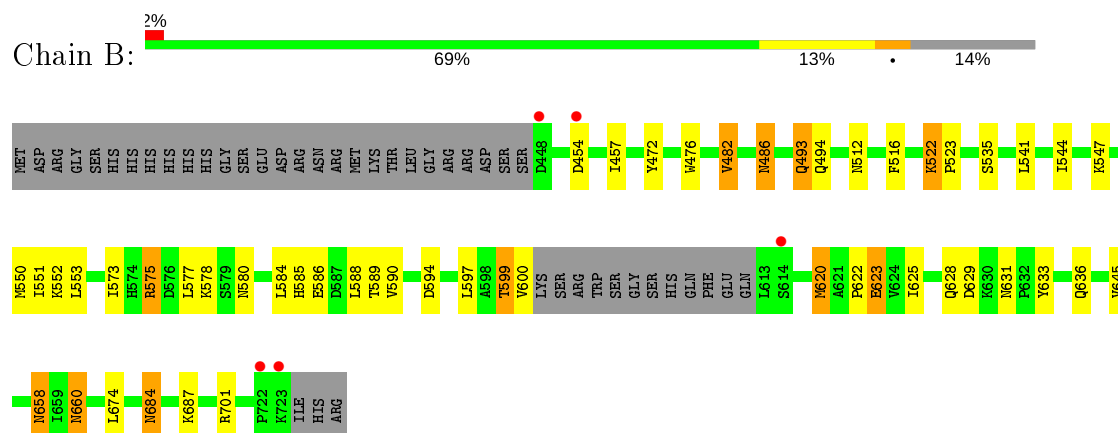 2%
Chain B:
69% 13% • 14%
MET ASP ARG GLY SER HIS HIS HIS HIS HIS HIS HIS GLY SER GLU ASP ARG ASN ARG MET LYS THR LEU GLY ARG ARG ASP SER SER D448 D454 I457 Y472 W476 V482 N486 Q493 Q494 N512 F516 K522 P523 S535 L541 I544 K547
M550 I551 K552 L553 I573 H574 R575 D576 L577 K578 S579 N580 L584 H585 E586 D587 L588 T589 V590 D594 L597 A598 T599 V600 LYS SER ARG TRP SER GLY SER HIS GLN PHE GLU GLN L613 S614 M620 A621 P622 E623 V624 I625 Q628 D629 K630 N631 P632 Y633 Q636 V645
N658 I659 N660 L674 N684 K687 R701 P722 K723 ILE HIS ARG